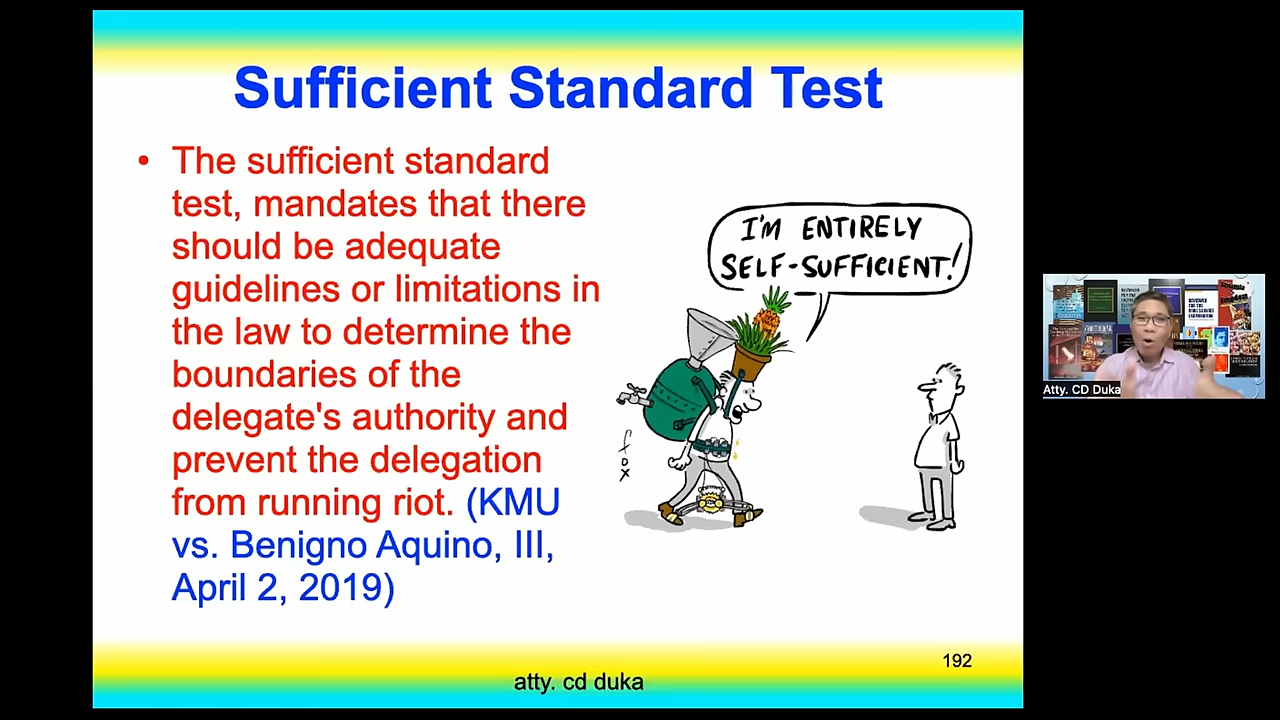 Sufficient Standard Test
• The sufficient standard
test, mandates that there
should be adequate
guidelines or limitations in
the law to determine the
boundaries of the
delegate's authority and
prevent the delegation
from running riot. (KMU
vs. Benigno Aquino, III,
April 2, 2019)
I'M ENTIRELY
SELF-SUFFICIENT!
Atty. CD Duka
192
atty. cd duka